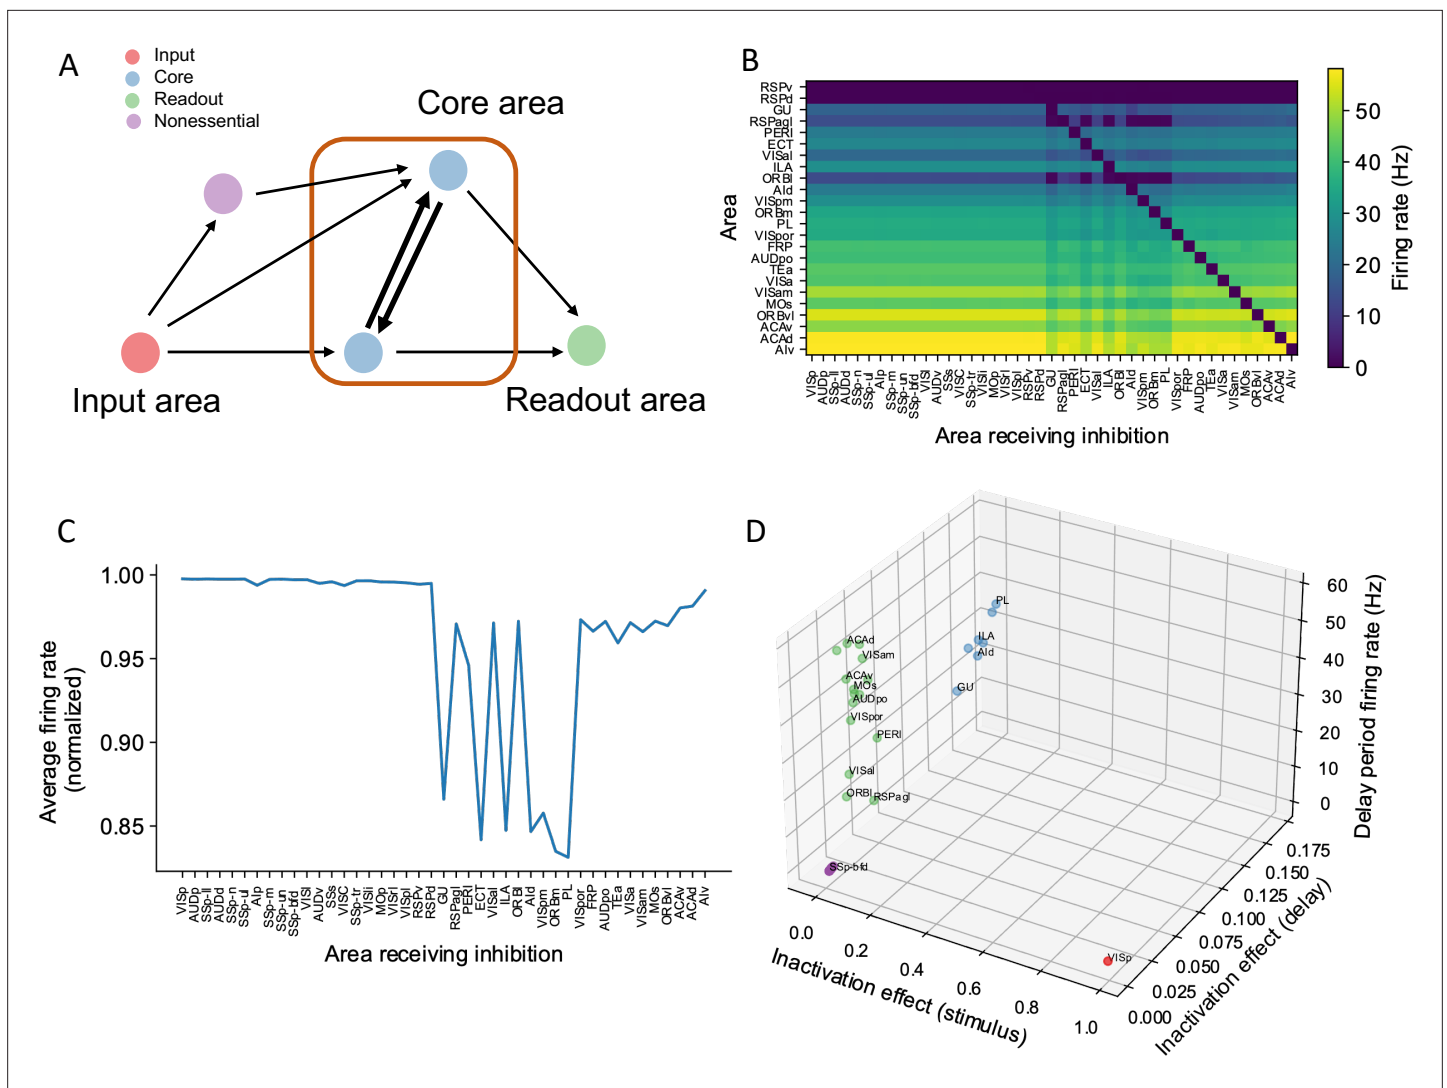 A
Input
Core
Readout
Nonessential
Core area
Input area
Readout area
B
RSPv
RSPd
GU
RSPagl
PERI
ECT
VISal
ILA
ORBl
AId
VISpm
ORBm
PL
VISpor
FRP
AUDpo
TEa
VISa
VISam
MOs
ORBvl
ACAv
ACAd
AIv
Area
VISp
AUDp
SSp-ll
AUDd
SSp-n
SSp-ul
AIp
SSp-m
SSp-un
SSp-bfd
VISl
AUDv
SSs
VISC
SSp-tr
VISli
MOp
VISrl
VISpl
RSPv
RSPd
GU
RSPagl
PERI
ECT
VISal
ILA
ORBl
AId
VISpm
ORBm
PL
VISpor
FRP
AUDpo
TEa
VISa
VISam
MOs
ORBvl
ACAv
ACAd
AIv
Area receiving inhibition
50
40
30
20
10
0
Firing rate (Hz)
C
1.00
0.95
0.90
0.85
Average firing rate
(normalized)
VISp
AUDp
SSp-ll
AUDd
SSp-n
SSp-ul
AIp
SSp-m
SSp-un
SSp-bfd
VISl
AUDv
SSs
VISC
SSp-tr
VISli
MOp
VISrl
VISpl
RSPv
RSPd
GU
RSPagl
PERI
ECT
VISal
ILA
ORBl
AId
VISpm
ORBm
PL
VISpor
FRP
AUDpo
TEa
VISa
VISam
MOs
ORBvl
ACAv
ACAd
AIv
Area receiving inhibition
D
PL
ILA
AId
GU
ACAd
VISam
ACAv
MOs
AUDpo
VISpor
PERI
VISal
ORBl
RSPagl
SSp-bfd
VISp
60
50
40
30
20
10
0
Delay period firing rate (Hz)
0.175
0.150
0.125
0.100
0.075
0.050
0.025
0.000
Inactivation effect (delay)
0.0
0.2
0.4
0.6
0.8
1.0
Inactivation effect (stimulus)